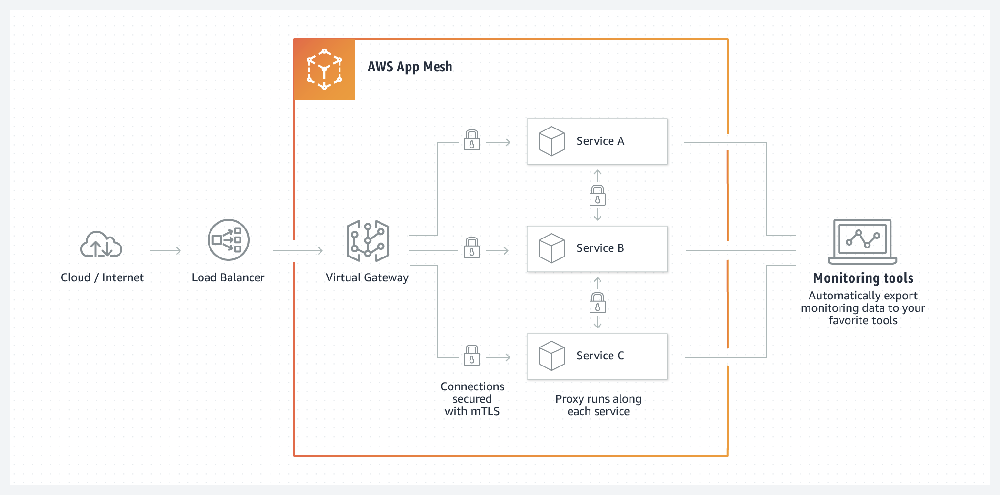 AWS App Mesh
Service A
Service B
Service C
Cloud / Internet
Load Balancer
Virtual Gateway
Connections
secured
with mTLS
Proxy runs along
each service
Monitoring tools
Automatically export
monitoring data to your
favorite tools